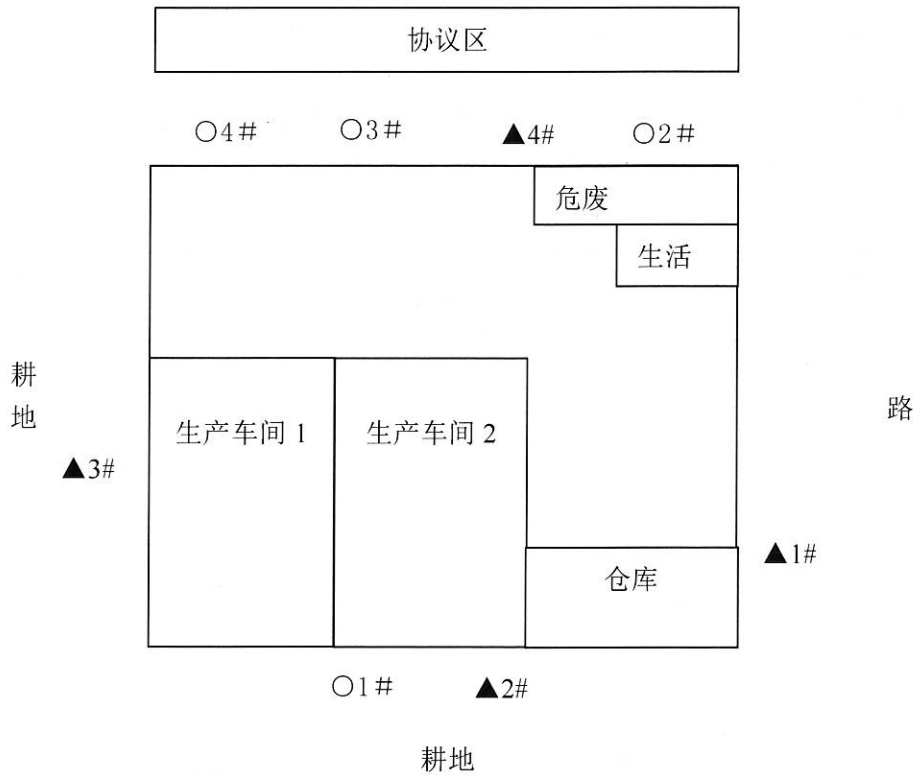 协议区
○4＃
○3＃
▲4#
○2＃
危废
生活
耕
地
路
生产车间 1
生产车间 2
▲3#
▲1#
仓库
○1＃
▲2#
耕地